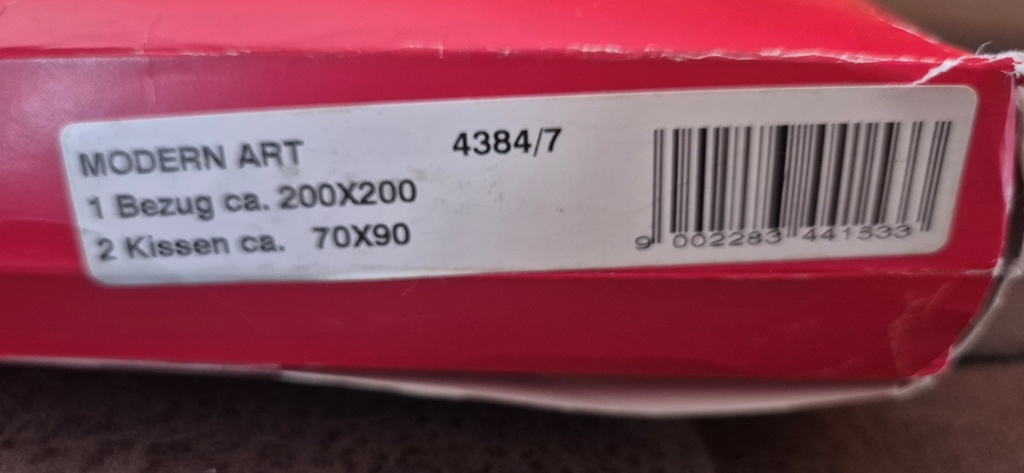 MODERN ART 4384/7
1 Bezug ca. 200X200
2 Kissen ca. 70X90
9 002283 441533